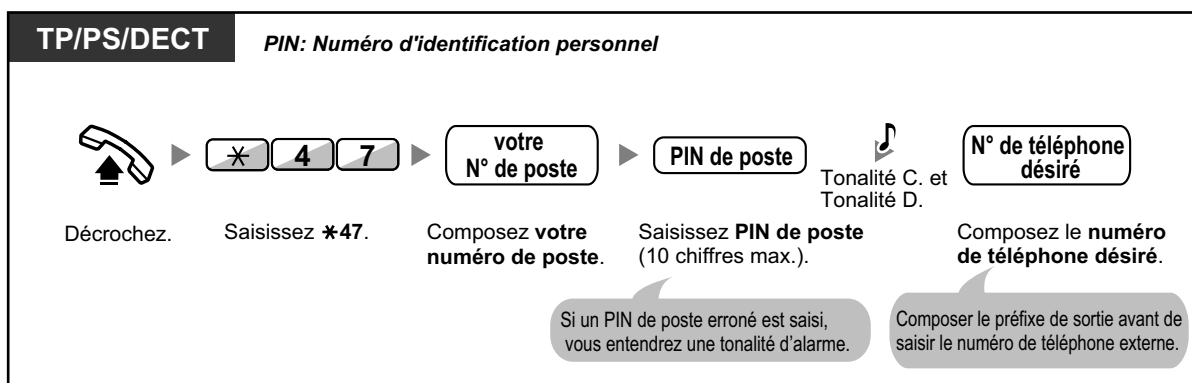 TP/PS/DECT
PIN: Numéro d'identification personnel
✳ 4 7
votre
N° de poste
PIN de poste
Tonalité C. et
Tonalité D.
N° de téléphone
désiré
Décrochez.
Saisissez ✳47.
Composez votre
numéro de poste.
Saisissez PIN de poste
(10 chiffres max.).
Composez le numéro
de téléphone désiré.
Si un PIN de poste erroné est saisi,
vous entendrez une tonalité d’alarme.
Composer le préfixe de sortie avant de
saisir le numéro de téléphone externe.